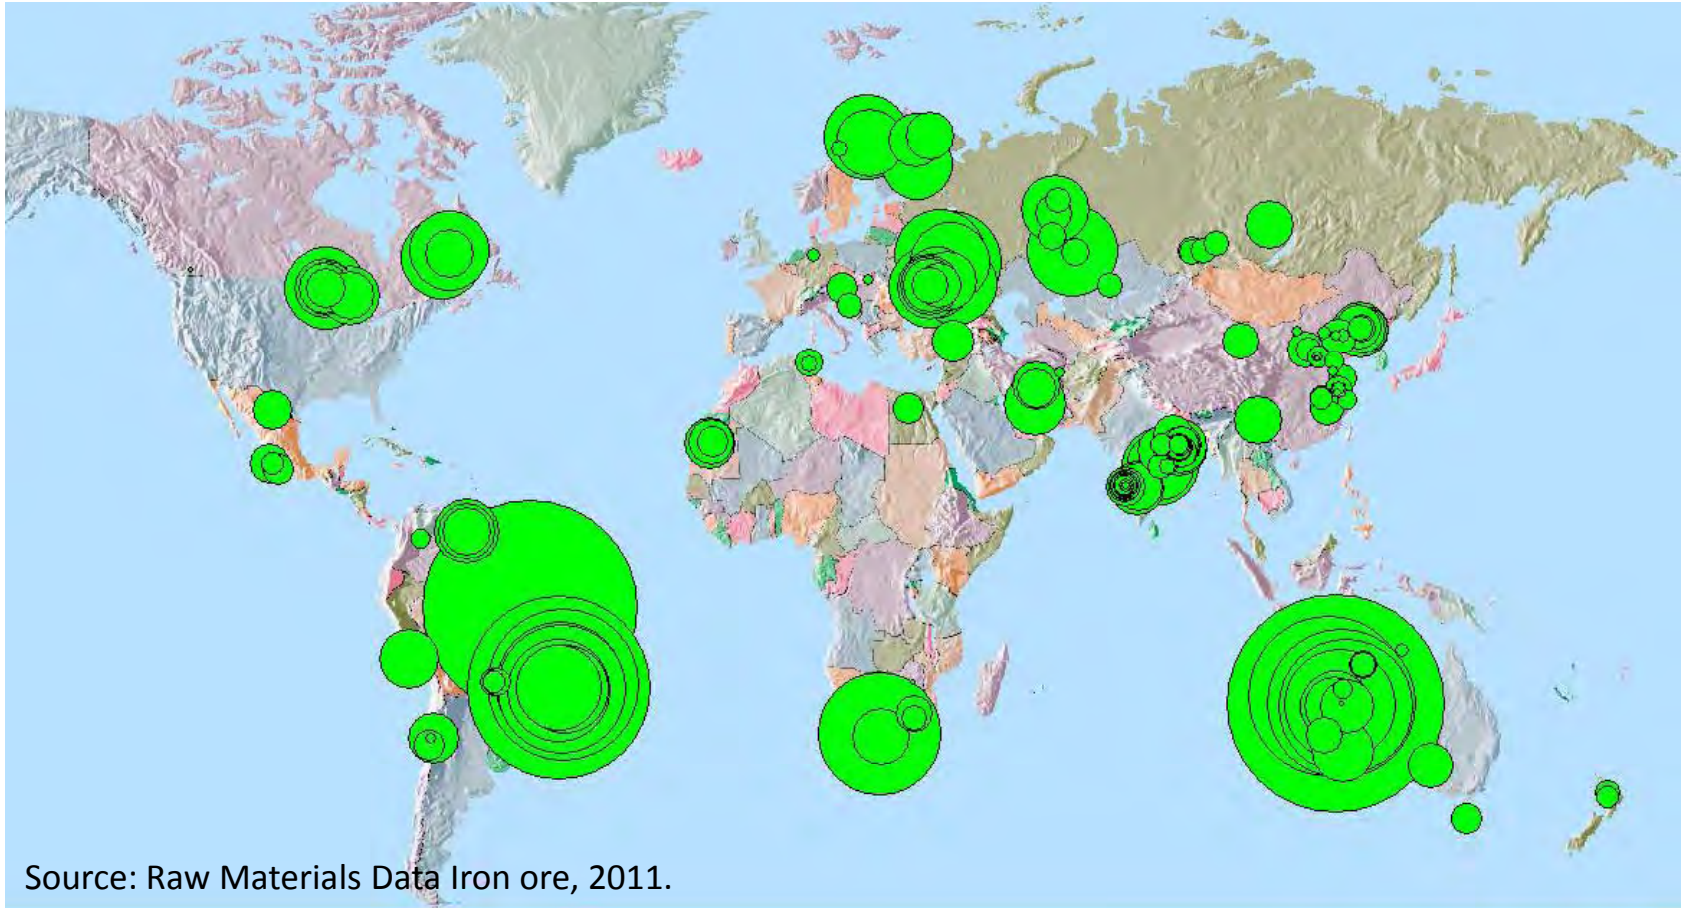 Source: Raw Materials Data Iron ore, 2011.